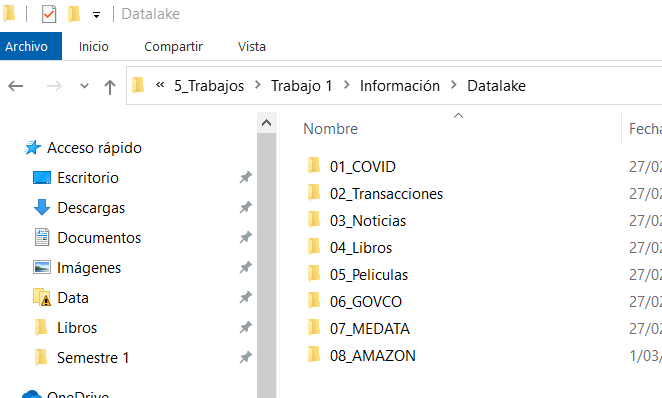 Datalake
Archivo Inicio Compartir Vista
« 5_Trabajos > Trabajo 1 > Información > Datalake
Acceso rápido
Escritorio
Descargas
Documentos
Imágenes
Data
Libros
Semestre 1
OneDrive
Nombre Fecha
01_COVID 27/02
02_Transacciones 27/02
03_Noticias 27/02
04_Libros 27/02
05_Peliculas 27/02
06_GOVCO 27/02
07_MEDATA 27/02
08_AMAZON 1/03/